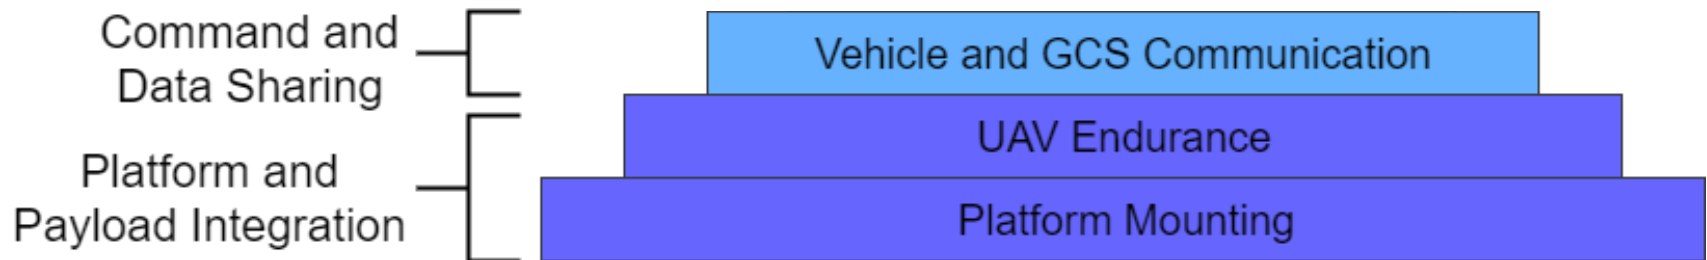 Command and
Data Sharing
Vehicle and GCS Communication
UAV Endurance
Platform and
Payload Integration
Platform Mounting